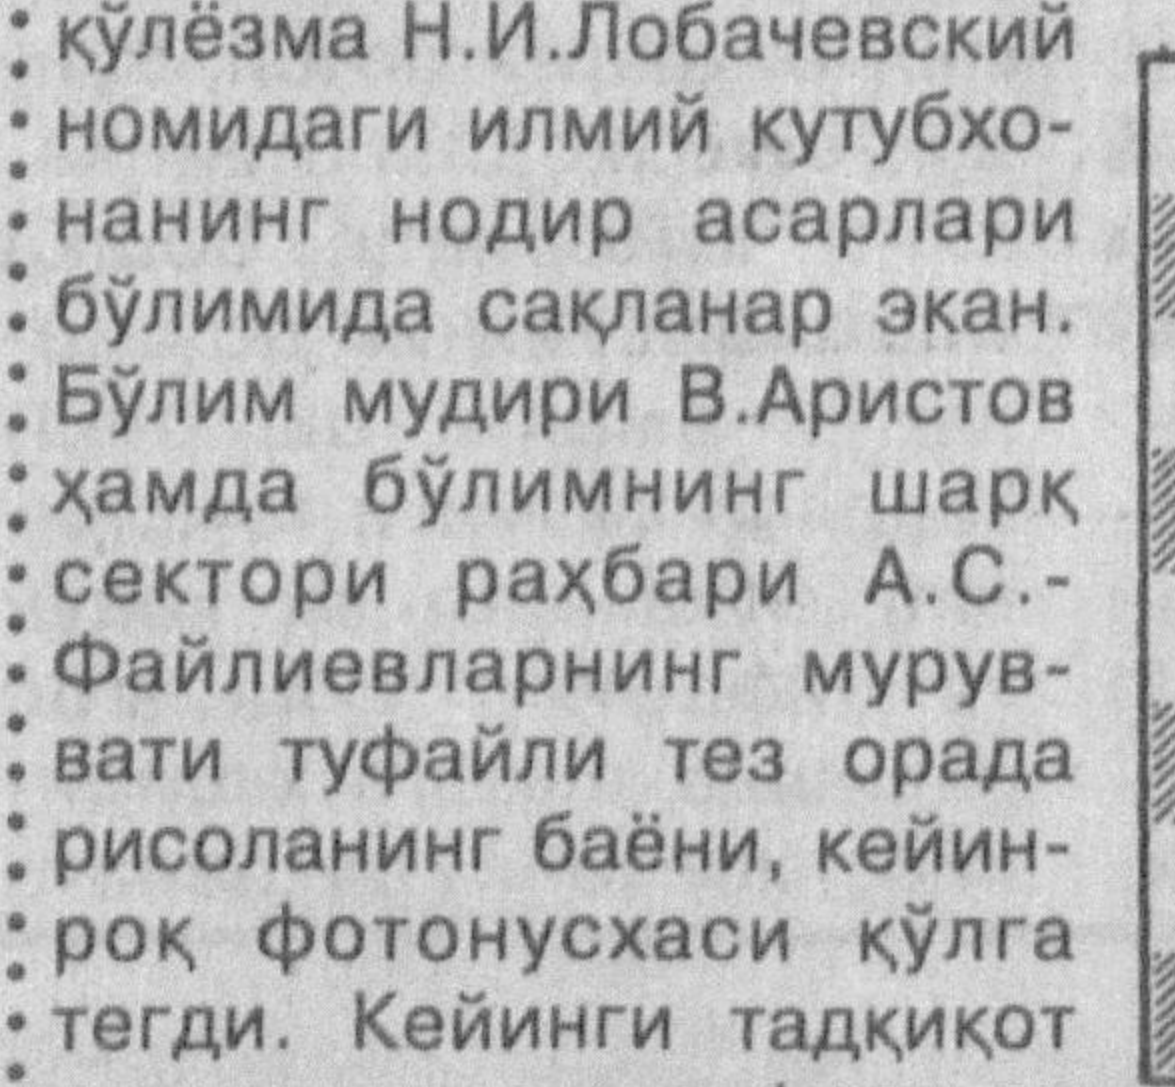 қўлёзма Н.И.Лобачевский
номидаги илмий кутубхо-
нанинг нодир асарлари
бўлимида сақланар экан.
Бўлим мудири В.Аристов
ҳамда бўлимнинг шарқ
сектори раҳбари А.С.-
Файлиевларнинг мурув-
вати туфайли тез орада
рисоланинг баёни, кейин-
роқ фотонусхаси қўлга
тегди. Кейинги тадқиқот